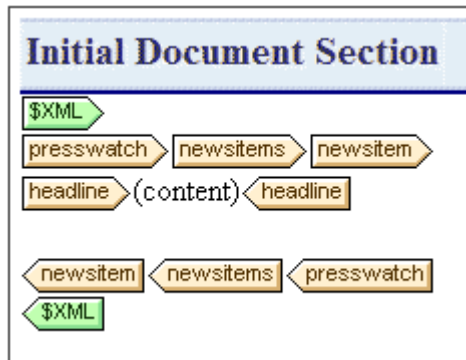 Initial Document Section
$XML
presswatch newsitems newsitem
headline (content) headline
newsitem newsitems presswatch
$XML